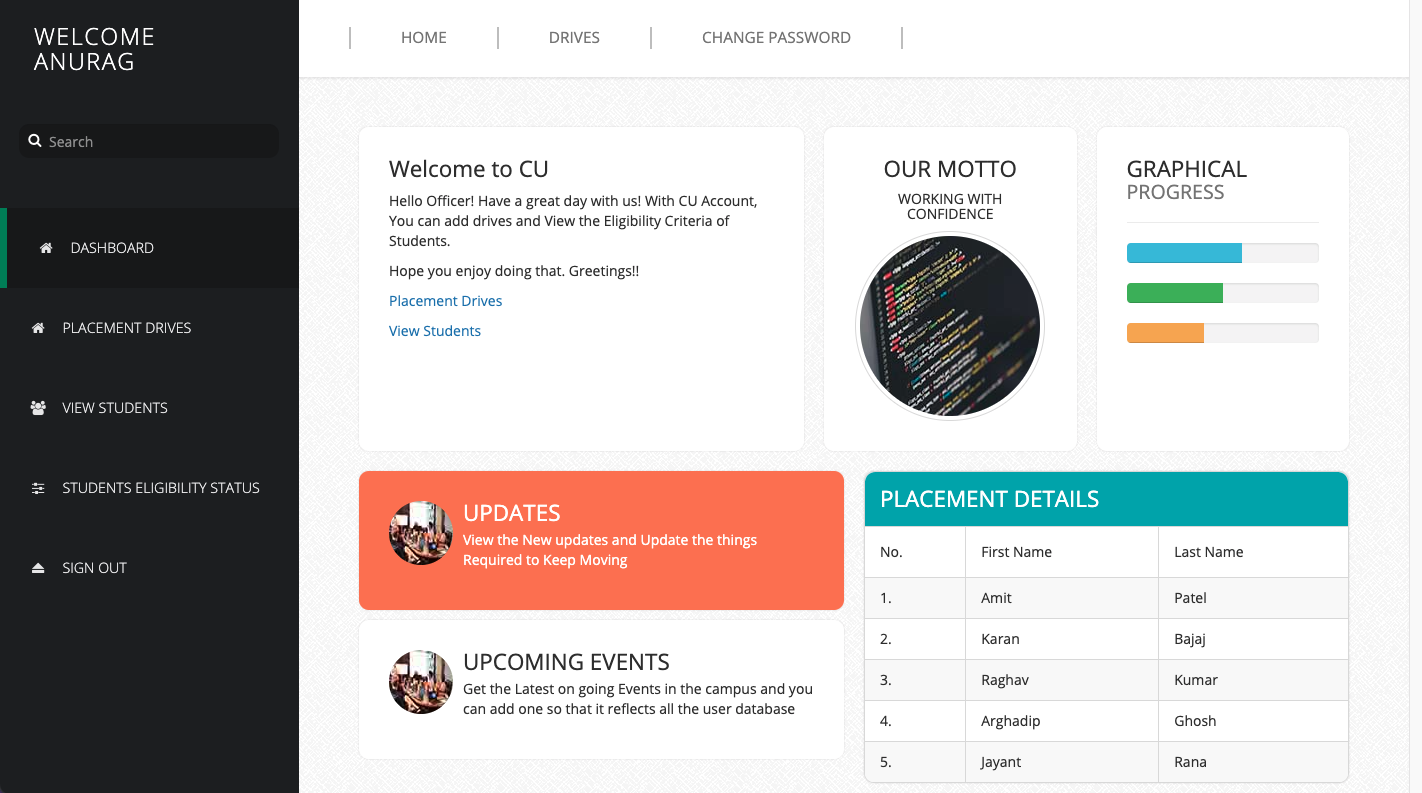 WELCOME
ANURAG
Search
DASHBOARD
PLACEMENT DRIVES
VIEW STUDENTS
STUDENTS ELIGIBILITY STATUS
SIGN OUT
HOME
DRIVES
CHANGE PASSWORD
Welcome to CU
Hello Officer! Have a great day with us! With CU Account,
You can add drives and View the Eligibility Criteria of
Students.
Hope you enjoy doing that. Greetings!!
Placement Drives
View Students
OUR MOTTO
WORKING WITH
CONFIDENCE
GRAPHICAL
PROGRESS
UPDATES
View the New updates and Update the things
Required to Keep Moving
UPCOMING EVENTS
Get the Latest on going Events in the campus and you
can add one so that it reflects all the user database
PLACEMENT DETAILS
No. First Name Last Name
1. Amit Patel
2. Karan Bajaj
3. Raghav Kumar
4. Arghadip Ghosh
5. Jayant Rana